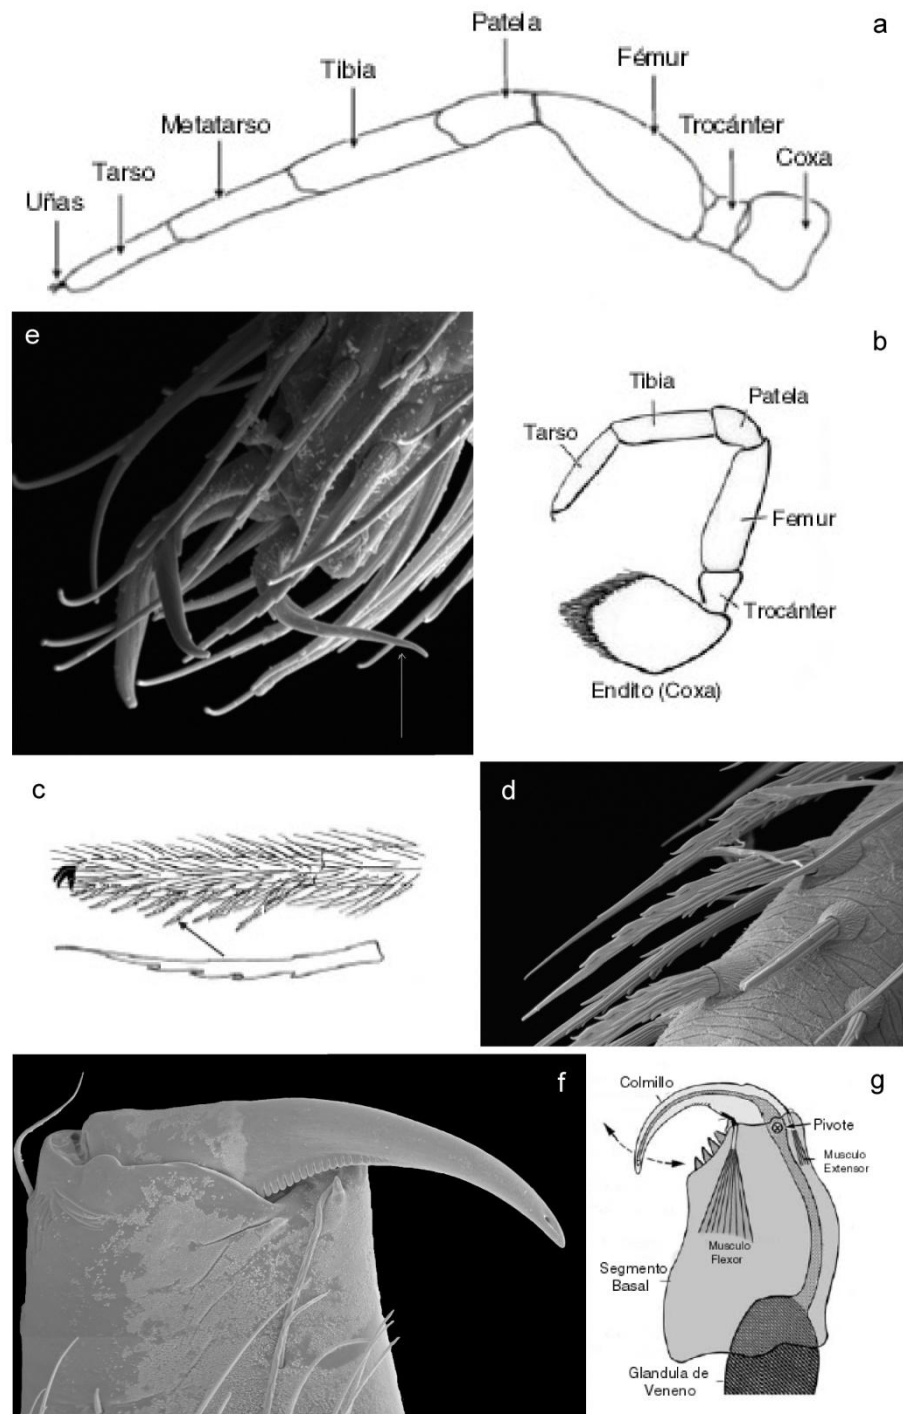 a
Patela
Fémur
Tibia
Trocánter
Metatarso
Coxa
Tarso
Uñas
e
b
Tibia
Patela
Tarso
Femur
Trocánter
Endito (Coxa)
c
d
f
g
Colmillo
Pivote
Musculo
Extensor
Musculo
Flexor
Segmento
Basal
Glandula de
Veneno